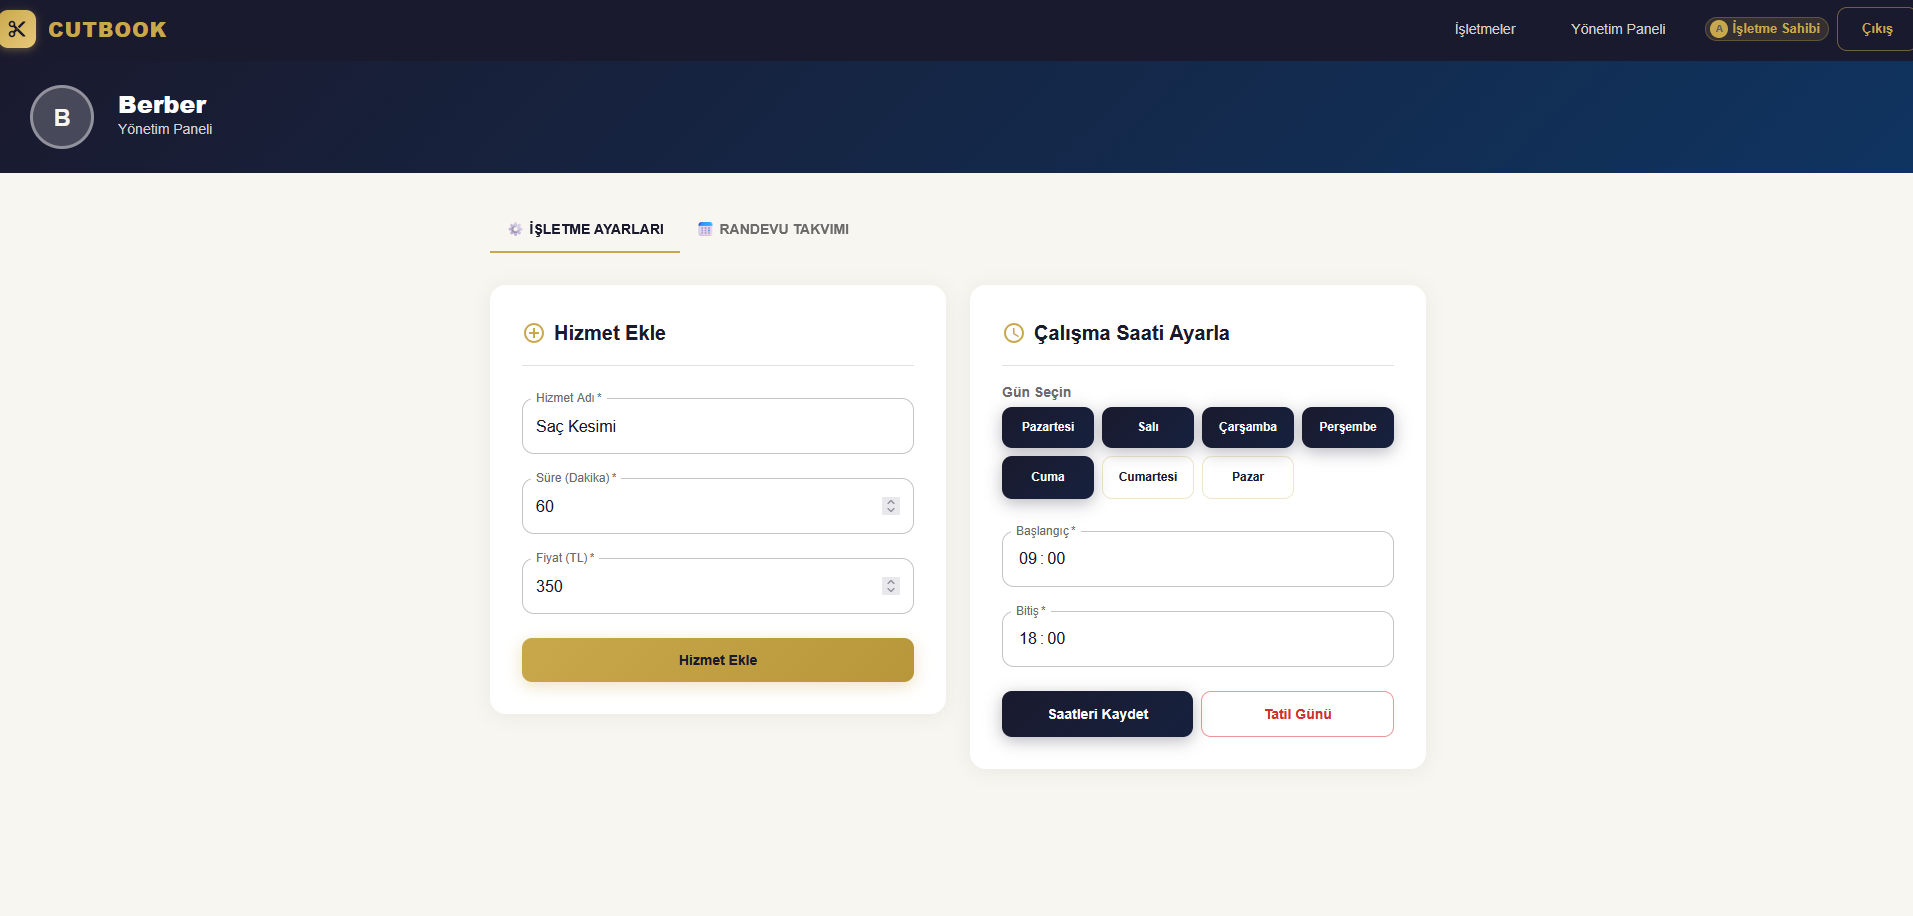 CUTBOOK
İşletmeler
Yönetim Paneli
A İşletme Sahibi
Çıkış
B
Berber
Yönetim Paneli
İŞLETME AYARLARI
RANDEVU TAKVIMI
Hizmet Ekle
Hizmet Adı *
Saç Kesimi
Süre (Dakika) *
60
Fiyat (TL) *
350
Hizmet Ekle
Çalışma Saati Ayarla
Gün Seçin
Pazartesi Salı Çarşamba Perşembe
Cuma Cumartesi Pazar
Başlangıç *
09 : 00
Bitiş *
18 : 00
Saatleri Kaydet Tatil Günü